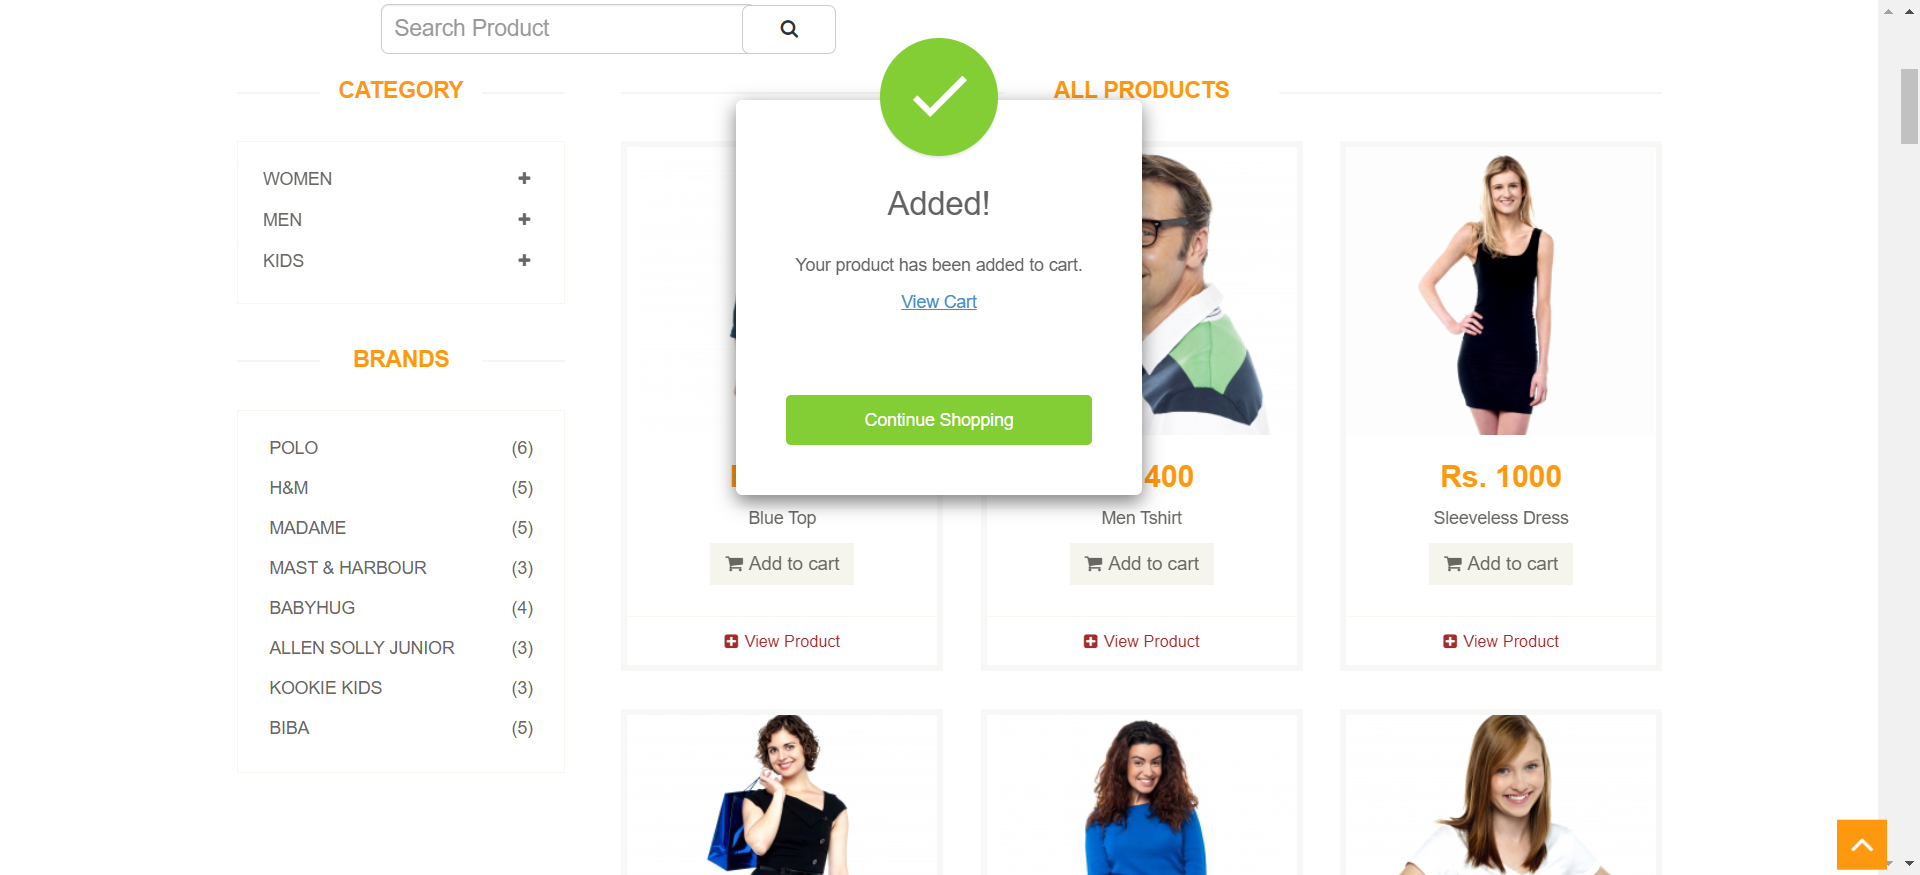 Search Product
CATEGORY
WOMEN
MEN
KIDS
BRANDS
POLO (6)
H&M (5)
MADAME (5)
MAST & HARBOUR (3)
BABYHUG (4)
ALLEN SOLLY JUNIOR (3)
KOOKIE KIDS (3)
BIBA (5)
ALL PRODUCTS
Added!
Your product has been added to cart.
View Cart
Continue Shopping
400
Rs. 1000
Blue Top
Men Tshirt
Sleeveless Dress
Add to cart
Add to cart
Add to cart
View Product
View Product
View Product